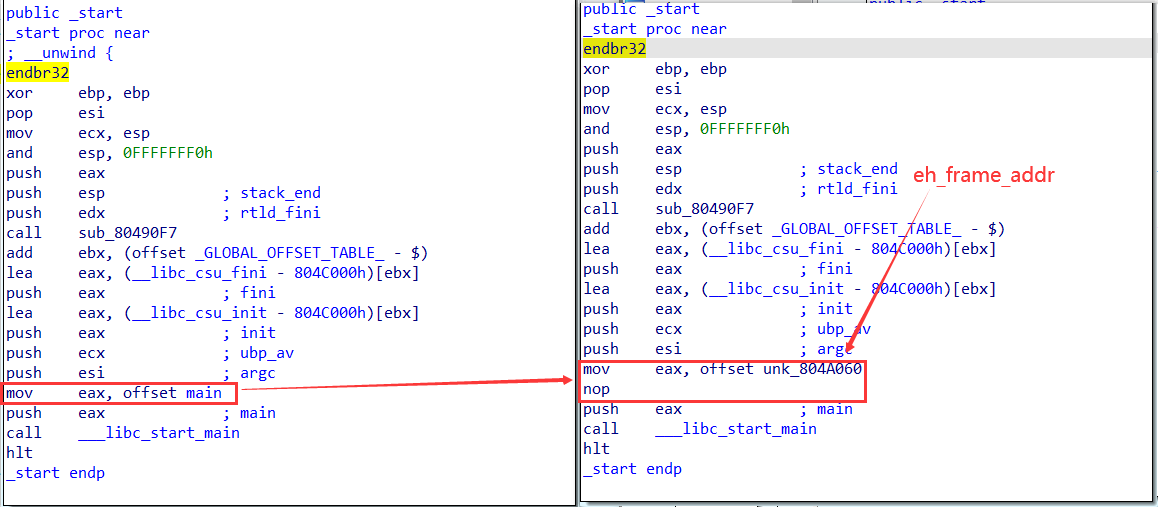 public _start
_start proc near
; __unwind {
endbr32
xor ebp, ebp
pop esi
mov ecx, esp
and esp, 0FFFFFFF0h
push eax
push esp ; stack_end
push edx ; rtld_fini
call sub_80490F7
add ebx, (offset _GLOBAL_OFFSET_TABLE_ - $)
lea eax, (__libc_csu_fini - 804C000h)[ebx]
push eax ; fini
lea eax, (__libc_csu_init - 804C000h)[ebx]
push eax ; init
push ecx ; ubp_av
push esi ; argc
mov eax, offset main
push eax ; main
call ___libc_start_main
hlt
_start endp
public _start
_start proc near
endbr32
xor ebp, ebp
pop esi
mov ecx, esp
and esp, 0FFFFFFF0h
push eax
push esp ; stack_end
push edx ; rtld_fini
call sub_80490F7
add ebx, (offset _GLOBAL_OFFSET_TABLE_ - $)
lea eax, (__libc_csu_fini - 804C000h)[ebx]
push eax ; fini
lea eax, (__libc_csu_init - 804C000h)[ebx]
push eax ; init
push ecx ; ubp_av
push esi ; argc
mov eax, offset unk_804A060
nop
push eax ; main
call ___libc_start_main
hlt
_start endp
eh_frame_addr